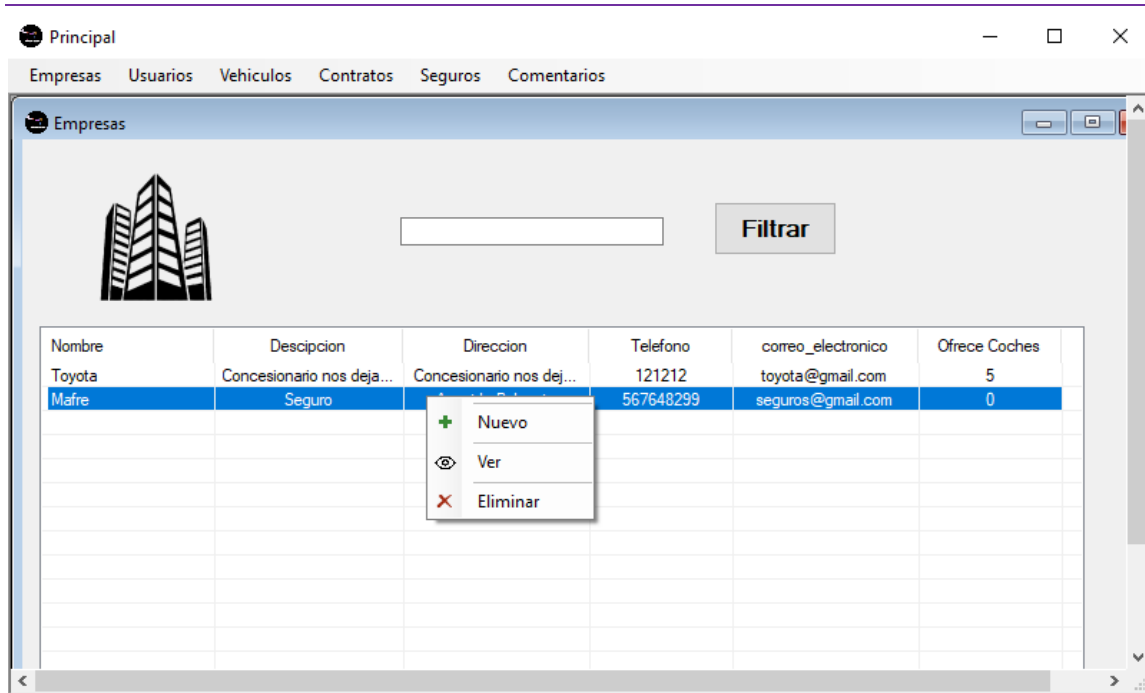 Principal
Empresas Usuarios Vehiculos Contratos Seguros Comentarios
Empresas
Filtrar
Nombre Descipcion Direccion Telefono correo_electronico Ofrece Coches
Toyota Concesionario nos deja... Concesionario nos dej... 121212 toyota@gmail.com 5
Mafre Seguro 567648299 seguros@gmail.com 0
Nuevo
Ver
Eliminar